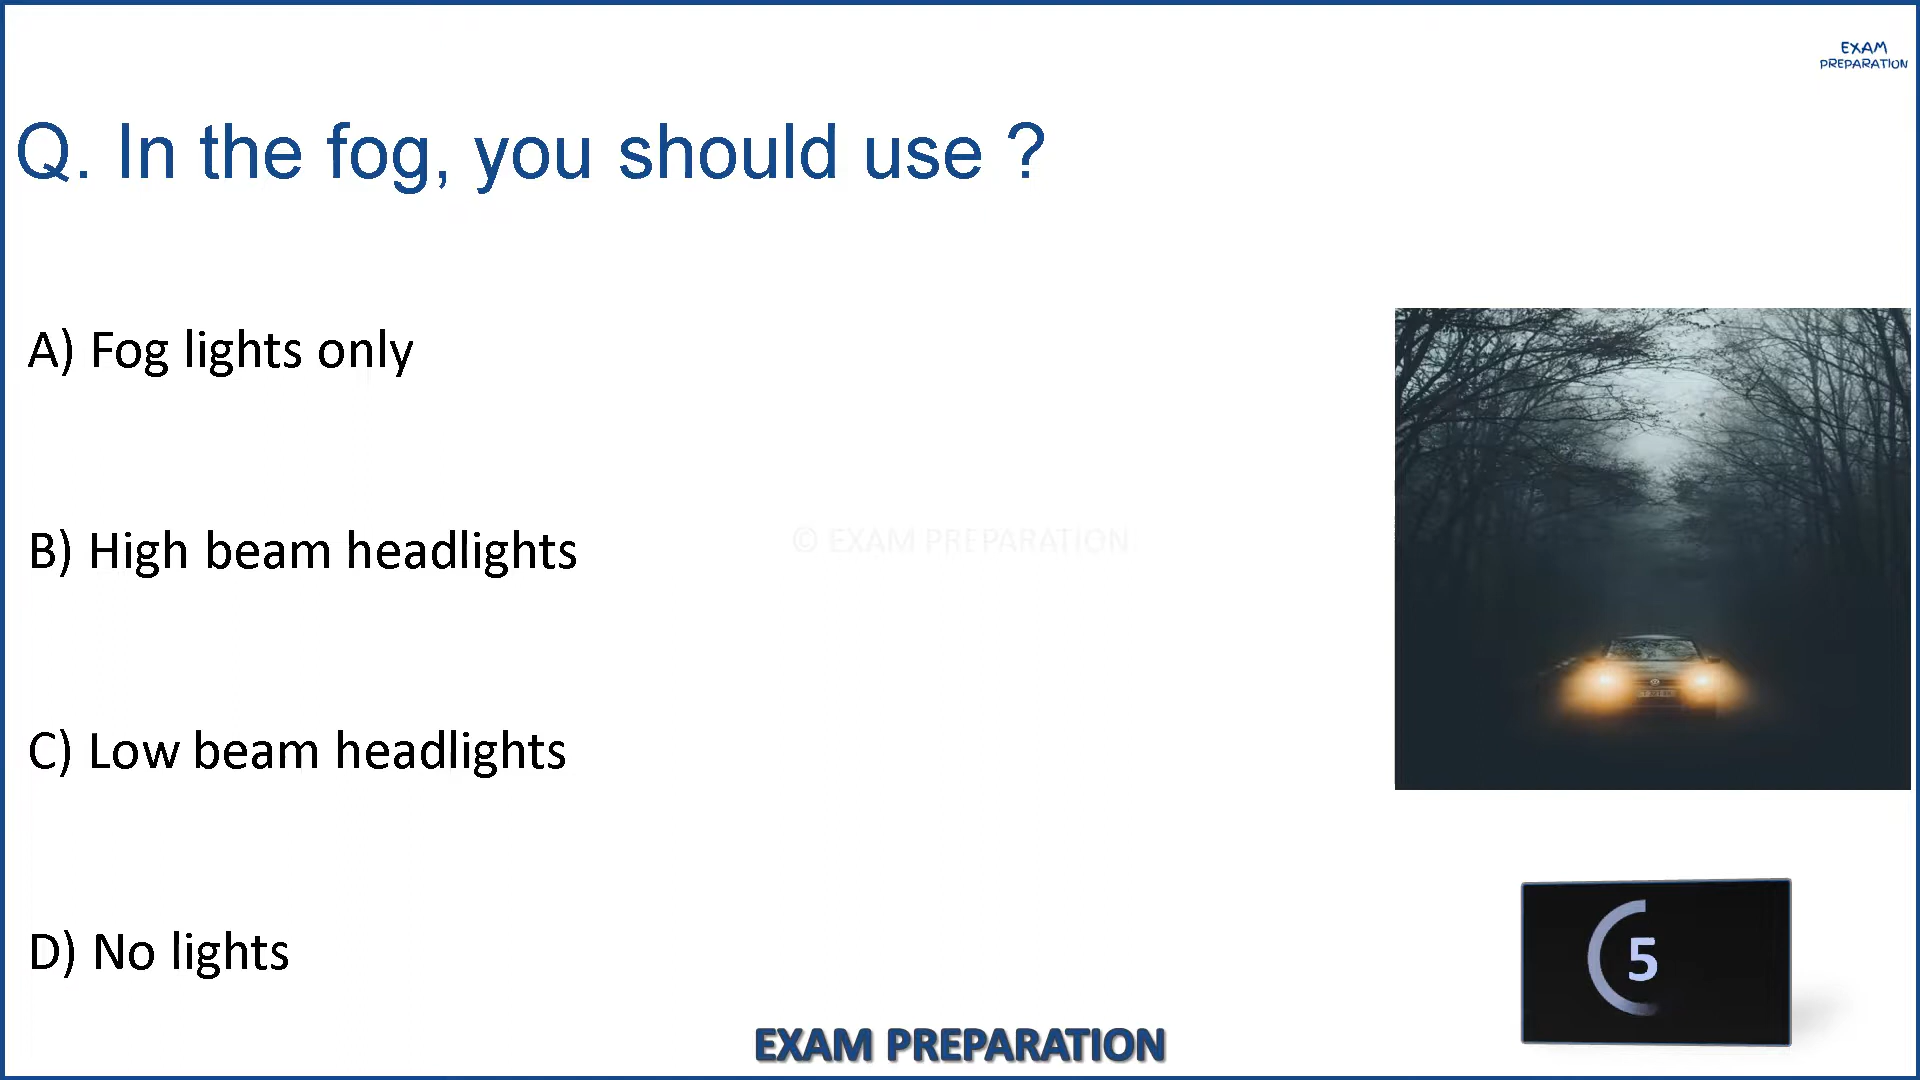 EXAM
PREPARATION
Q. In the fog, you should use ?
A) Fog lights only
B) High beam headlights
© EXAM PREPARATION
C) Low beam headlights
D) No lights
5
EXAM PREPARATION